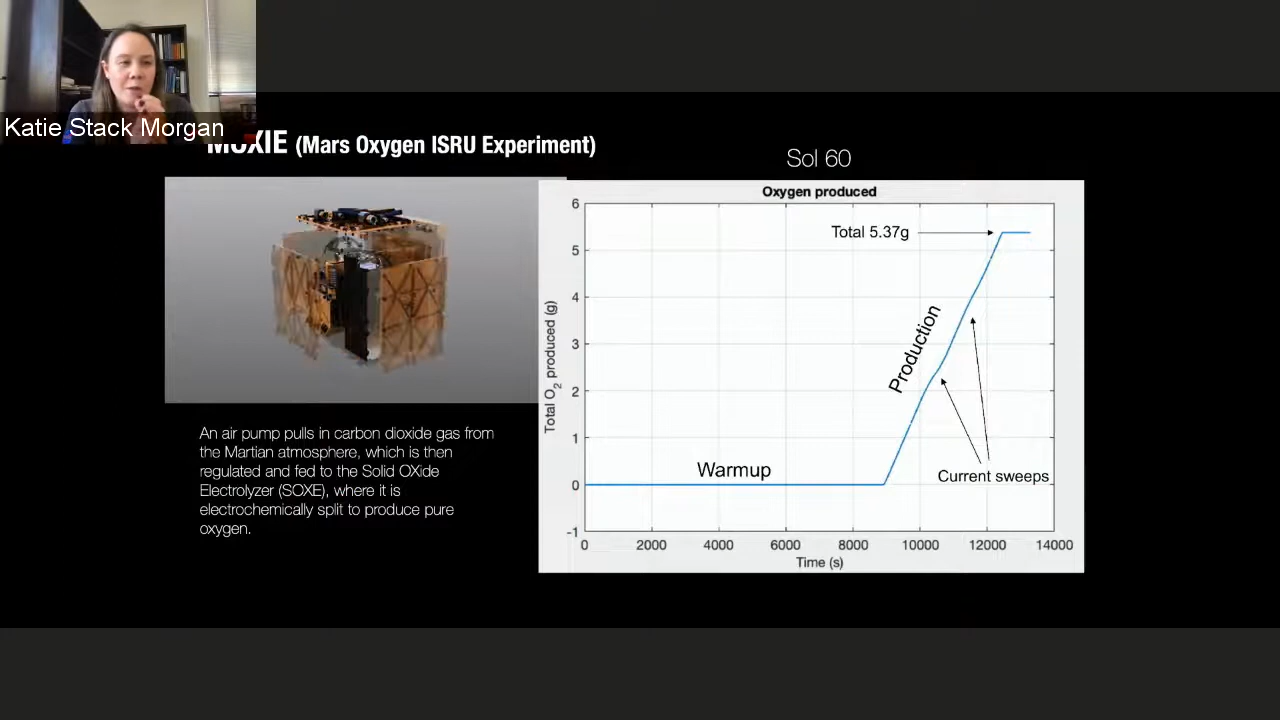 Katie Stack Morgan
MOXIE (Mars Oxygen ISRU Experiment)
Sol 60
An air pump pulls in carbon dioxide gas from
the Martian atmosphere, which is then
regulated and fed to the Solid OXide
Electrolyzer (SOXE), where it is
electrochemically split to produce pure
oxygen.
Oxygen produced
Total O2 produced (g)
6
5
4
3
2
1
0
-1
Total 5.37g
Production
Warmup
Current sweeps
0 2000 4000 6000 8000 10000 12000 14000
Time (s)